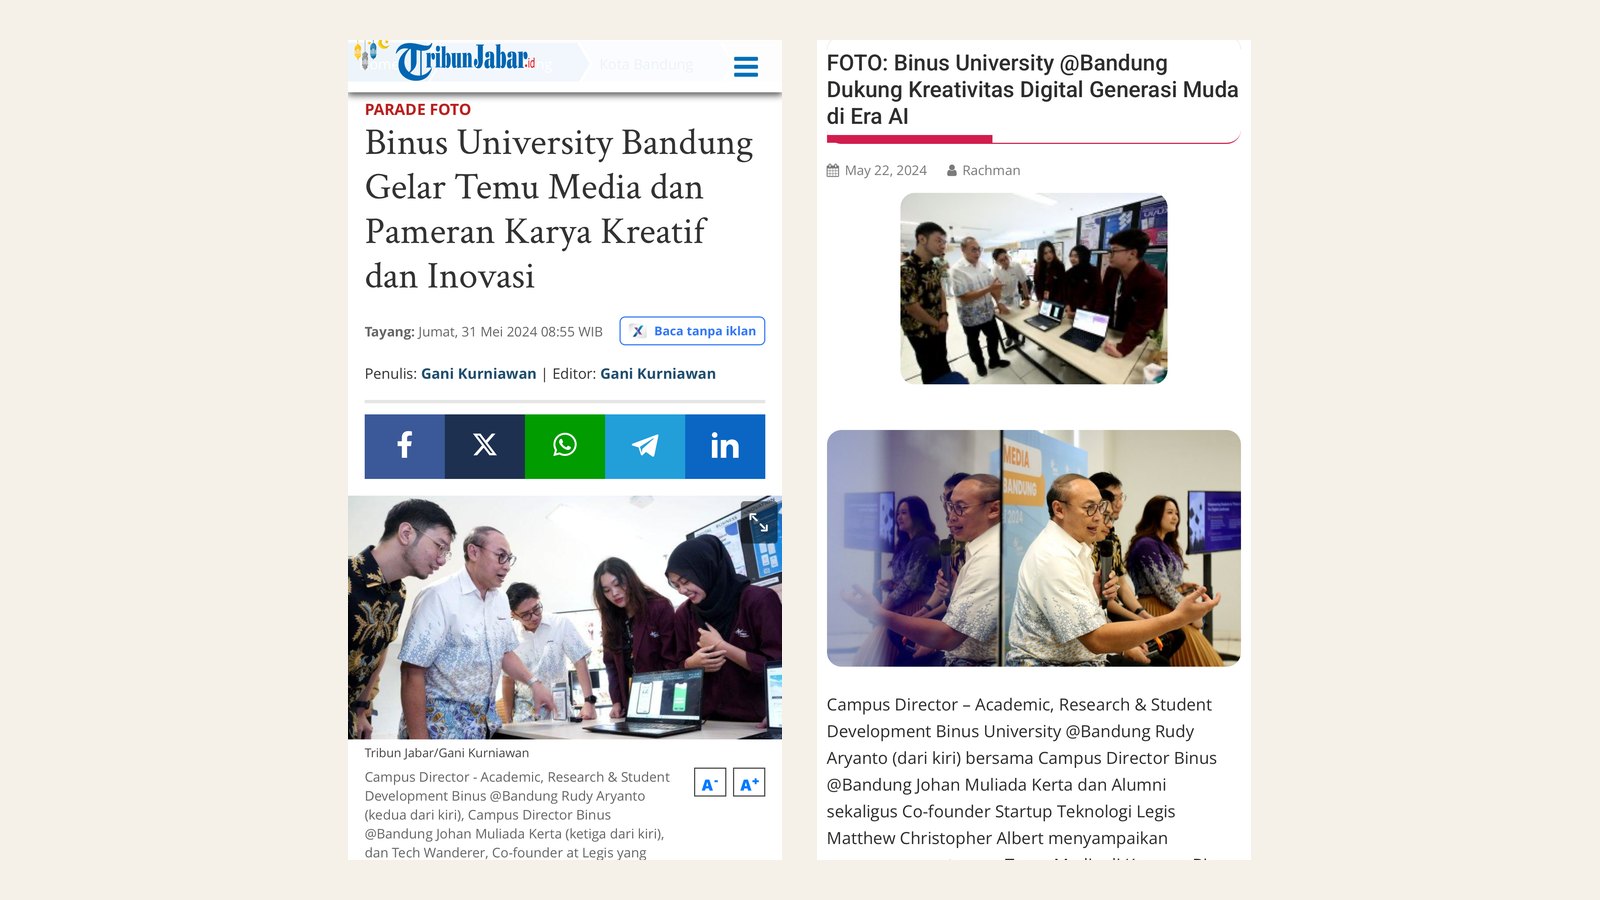 TribunJabar.id
Kota Bandung
PARADE FOTO
Binus University Bandung
Gelar Temu Media dan
Pameran Karya Kreatif
dan Inovasi
Tayang: Jumat, 31 Mei 2024 08:55 WIB
Baca tanpa iklan
Penulis: Gani Kurniawan | Editor: Gani Kurniawan
Tribun Jabar/Gani Kurniawan
Campus Director - Academic, Research & Student
Development Binus @Bandung Rudy Aryanto
(kedua dari kiri), Campus Director Binus
@Bandung Johan Muliada Kerta (ketiga dari kiri),
dan Tech Wanderer, Co-founder at Legis yang
A-
A+
FOTO: Binus University @Bandung
Dukung Kreativitas Digital Generasi Muda
di Era AI
May 22, 2024
Rachman
MEDIA
BANDUNG
2024
Campus Director – Academic, Research & Student
Development Binus University @Bandung Rudy
Aryanto (dari kiri) bersama Campus Director Binus
@Bandung Johan Muliada Kerta dan Alumni
sekaligus Co-founder Startup Teknologi Legis
Matthew Christopher Albert menyampaikan